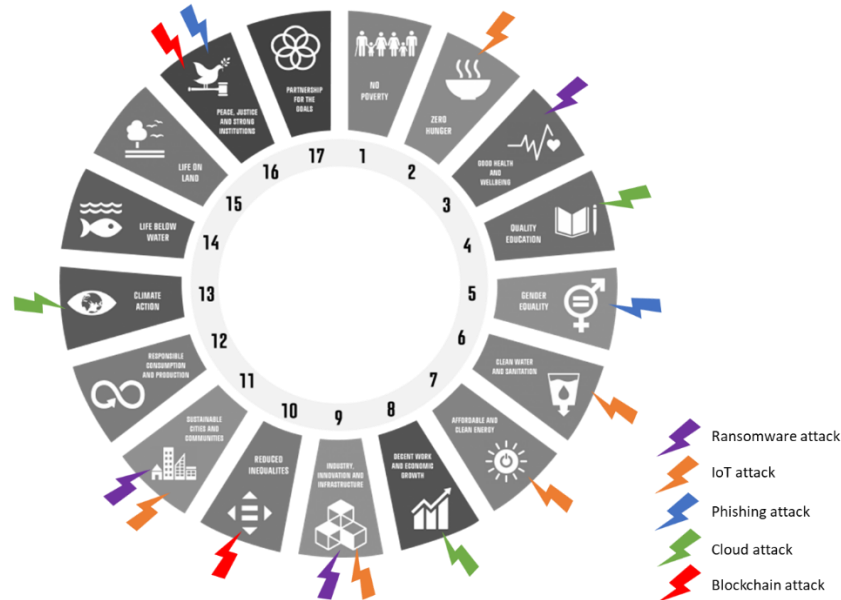 NO
POVERTY
ZERO
HUNGER
GOOD HEALTH
AND
WELLBEING
QUALITY
EDUCATION
GENDER
EQUALITY
CLEAN WATER
AND SANITATION
AFFORDABLE AND
CLEAN ENERGY
DECENT WORK
AND ECONOMIC
GROWTH
INDUSTRY,
INNOVATION AND
INFRASTRUCTURE
REDUCED
INEQUALITES
SUSTAINABLE
CITIES AND
COMMUNITIES
RESPONSIBLE
CONSUMPTION
AND PRODUCTION
CLIMATE
ACTION
LIFE BELOW
WATER
LIFE ON
LAND
PEACE, JUSTICE
AND STRONG
INSTITUTIONS
PARTNERSHIP
FOR THE
GOALS
1
2
3
4
5
6
7
8
9
10
11
12
13
14
15
16
17
Ransomware attack
IoT attack
Phishing attack
Cloud attack
Blockchain attack